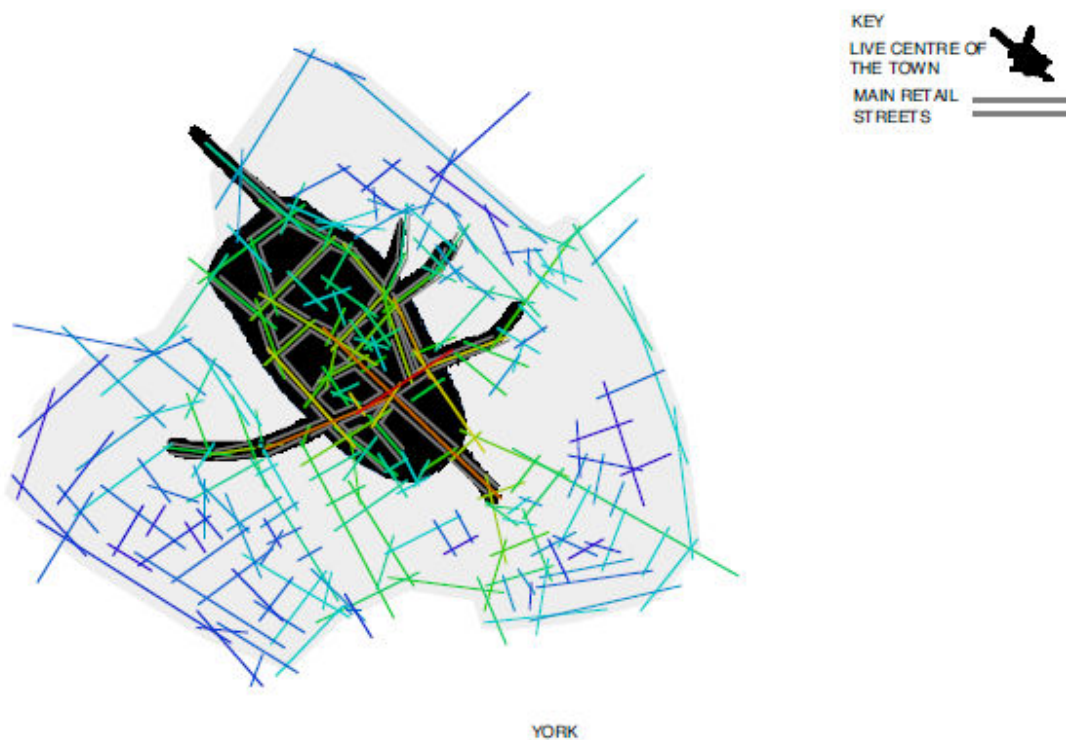 KEY
LIVE CENTRE OF
THE TOWN
MAIN RETAIL
STREETS
YORK